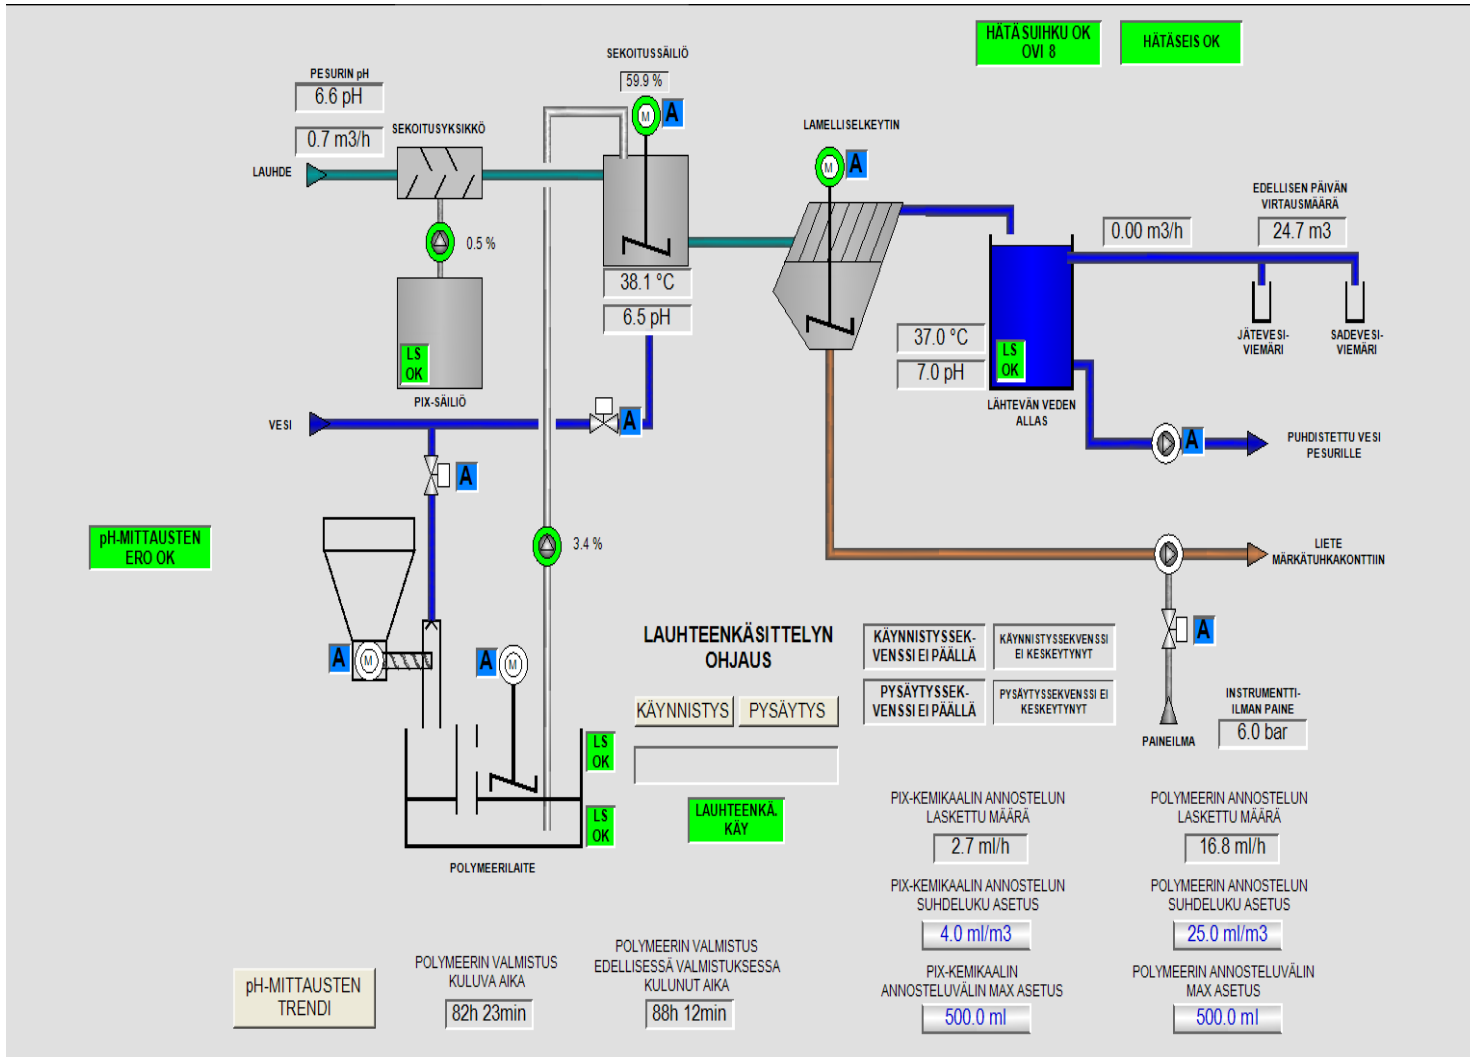 HÄTÄSUIHKU OK
OVI 8
HÄTÄSEIS OK
SEKOITUSSÄILIÖ
59.9 %
M
A
PESURIN pH
6.6 pH
0.7 m3/h
SEKOITUSYKSIKKÖ
LAUHDE
LAMELLISELKEYTIN
M
A
EDELLISEN PÄIVÄN
VIRTAUSMÄÄRÄ
0.00 m3/h
24.7 m3
0.5 %
38.1 °C
6.5 pH
37.0 °C
7.0 pH
LS
OK
LS
OK
JÄTEVESI-
VIEMÄRI
SADEVESI-
VIEMÄRI
PIX-SÄILIÖ
LÄHTEVÄN VEDEN
ALLAS
VESI
A
A
PUHDISTETTU VESI
PESURILLE
A
pH-MITTAUSTEN
ERO OK
3.4 %
LIETE
MÄRKÄTUHKAKONTTIIN
A
A
M
A
M
LAUHTEENKÄSITTELYN
OHJAUS
KÄYNNISTYSSEK-
VENSSI EI PÄÄLLÄ
KÄYNNISTYSSEKVENSSI
EI KESKEYTYNYT
PYSÄYTYSSEK-
VENSSI EI PÄÄLLÄ
PYSÄYTYSSEKVENSSI EI
KESKEYTYNYT
KÄYNNISTYS
PYSÄYTYS
INSTRUMENTTI-
ILMAN PAINE
6.0 bar
PAINEILMA
LS
OK
LS
OK
LAUHTEENKÄ.
KÄY
POLYMEERILAITE
PIX-KEMIKAALIN ANNOSTELUN
LASKETTU MÄÄRÄ
2.7 ml/h
POLYMEERIN ANNOSTELUN
LASKETTU MÄÄRÄ
16.8 ml/h
PIX-KEMIKAALIN ANNOSTELUN
SUHDELUKU ASETUS
4.0 ml/m3
POLYMEERIN ANNOSTELUN
SUHDELUKU ASETUS
25.0 ml/m3
PIX-KEMIKAALIN
ANNOSTELUVÄLIN MAX ASETUS
500.0 ml
POLYMEERIN ANNOSTELUVÄLIN
MAX ASETUS
500.0 ml
pH-MITTAUSTEN
TRENDI
POLYMEERIN VALMISTUS
KULUVA AIKA
82h 23min
POLYMEERIN VALMISTUS
EDELLISESSÄ VALMISTUKSESSA
KULUNUT AIKA
88h 12min